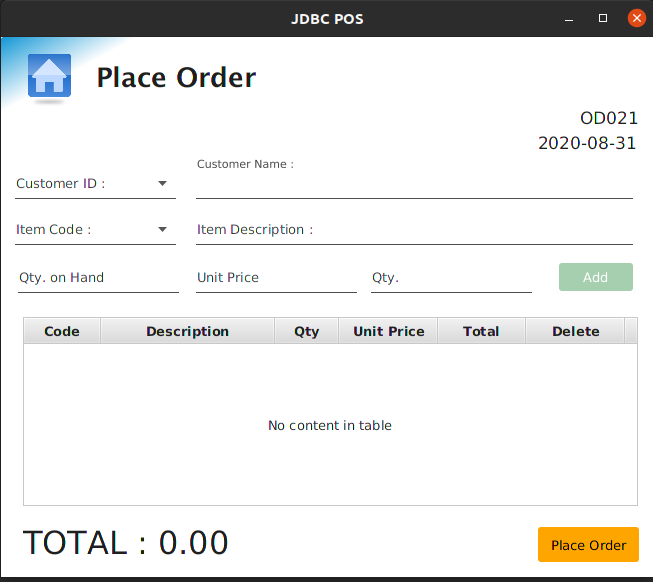 JDBC POS
Place Order
OD021
2020-08-31
Customer Name :
Customer ID :
Item Code : Item Description :
Qty. on Hand Unit Price Qty. Add
Code Description Qty Unit Price Total Delete
No content in table
TOTAL : 0.00 Place Order